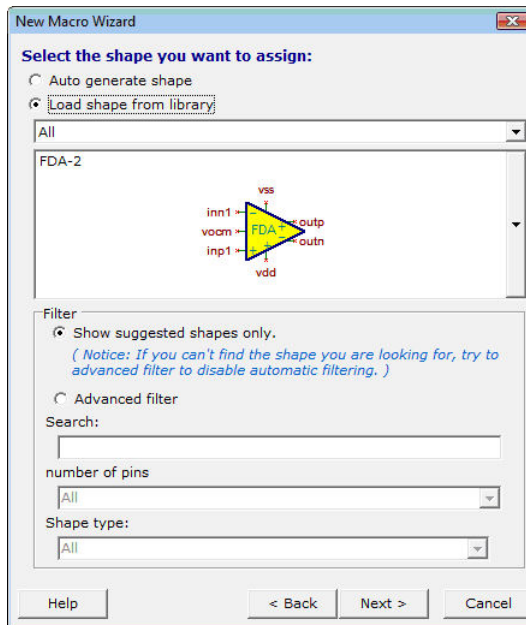 New Macro Wizard
Select the shape you want to assign:
Auto generate shape
Load shape from library
All
FDA-2
vss
inn1 outp
vocm FDA
inp1 outn
vdd
Filter
Show suggested shapes only.
( Notice: If you can't find the shape you are looking for, try to
advanced filter to disable automatic filtering. )
Advanced filter
Search:
number of pins
All
Shape type:
All
Help < Back Next > Cancel